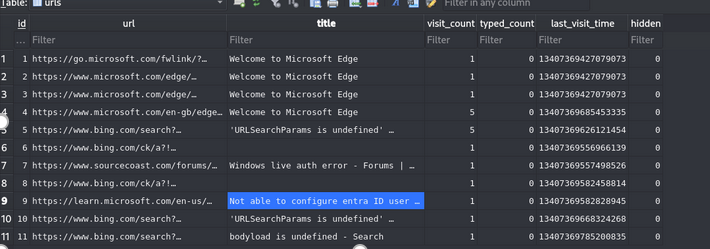 Table: urls Filter in any column
id url title visit_count typed_count last_visit_time hidden
... Filter Filter Filter Filter Filter Filter
1 1 https://go.microsoft.com/fwlink/?… Welcome to Microsoft Edge 1 0 13407369427079073 0
2 2 https://www.microsoft.com/edge/… Welcome to Microsoft Edge 1 0 13407369427079073 0
3 3 https://www.microsoft.com/edge/… Welcome to Microsoft Edge 1 0 13407369427079073 0
4 4 https://www.microsoft.com/en-gb/edge… Welcome to Microsoft Edge 5 0 13407369685453335 0
5 5 https://www.bing.com/search?… 'URLSearchParams is undefined' … 5 0 13407369626121454 0
6 6 https://www.bing.com/ck/a?!… 1 0 13407369556966139 0
7 7 https://www.sourcoast.com/forums/… Windows live auth error - Forums | … 1 0 13407369557498526 0
8 8 https://www.bing.com/ck/a?!… 1 0 13407369582458814 0
9 9 https://learn.microsoft.com/en-us/… Not able to configure entra ID user … 1 0 13407369582828945 0
10 10 https://www.bing.com/search?… 'URLSearchParams is undefined' … 1 0 13407369668324268 0
11 11 https://www.bing.com/search?… bodyload is undefined - Search 1 0 13407369785200835 0